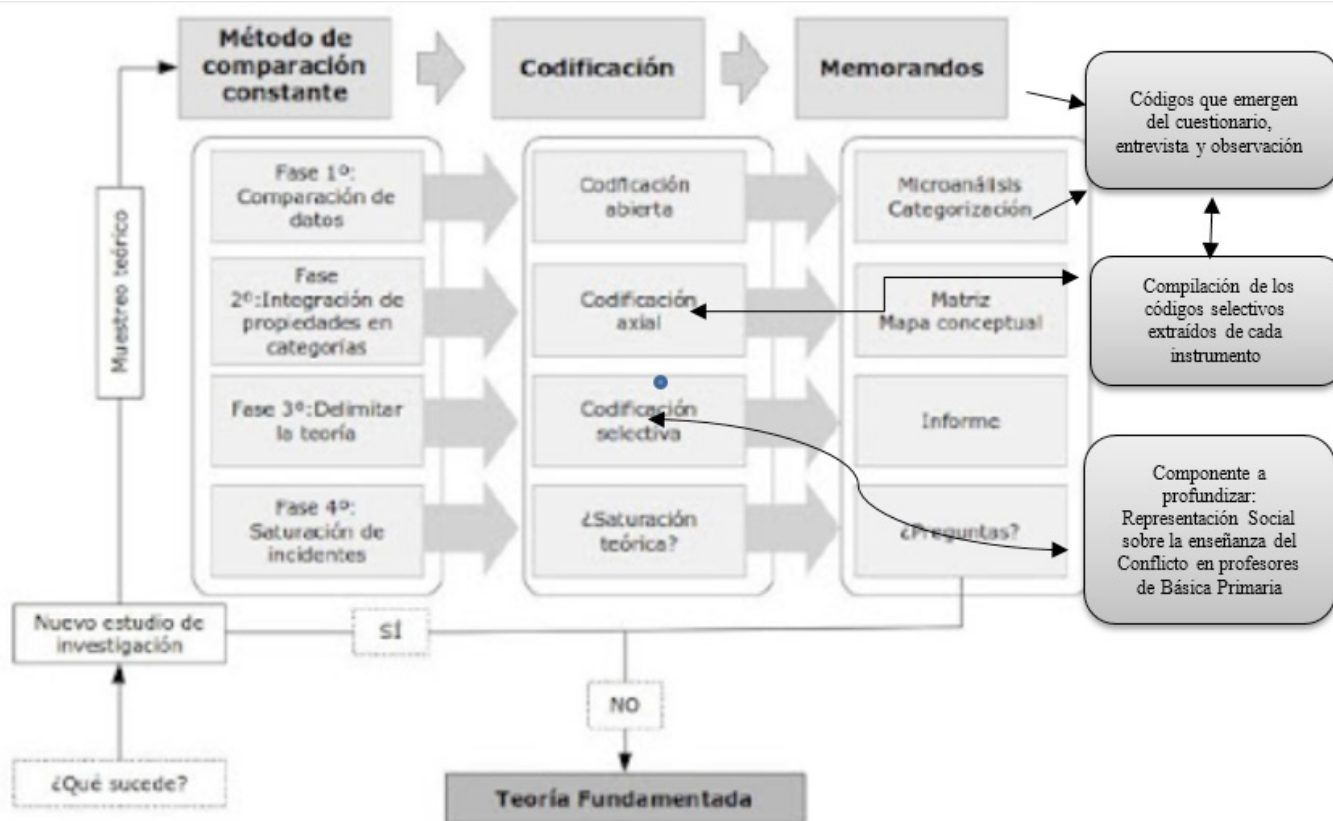 Método de
comparación
constante
Codificación
Memorandos
Códigos que emergen
del cuestionario,
entrevista y observación
Fase 1º:
Comparación de
datos
Codificación
abierta
Microanálisis
Categorización
Fase
2º:Integración de
propiedades en
categorías
Codificación
axial
Matriz
Mapa conceptual
Compilación de los
códigos selectivos
extraídos de cada
instrumento
Fase 3º:Delimitar
la teoría
Codificación
selectiva
Informe
Fase 4º:
Saturación de
incidentes
¿Saturación
teórica?
¿Preguntas?
Componente a
profundizar:
Representación Social
sobre la enseñanza del
Conflicto en profesores
de Básica Primaria
Muestreo teórico
Nuevo estudio de
investigación
SÍ
NO
¿Qué sucede?
Teoría Fundamentada